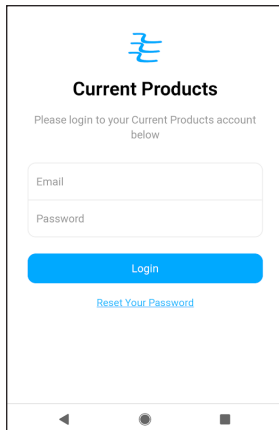 Current Products
Please login to your Current Products account
below
Email
Password
Login
Reset Your Password